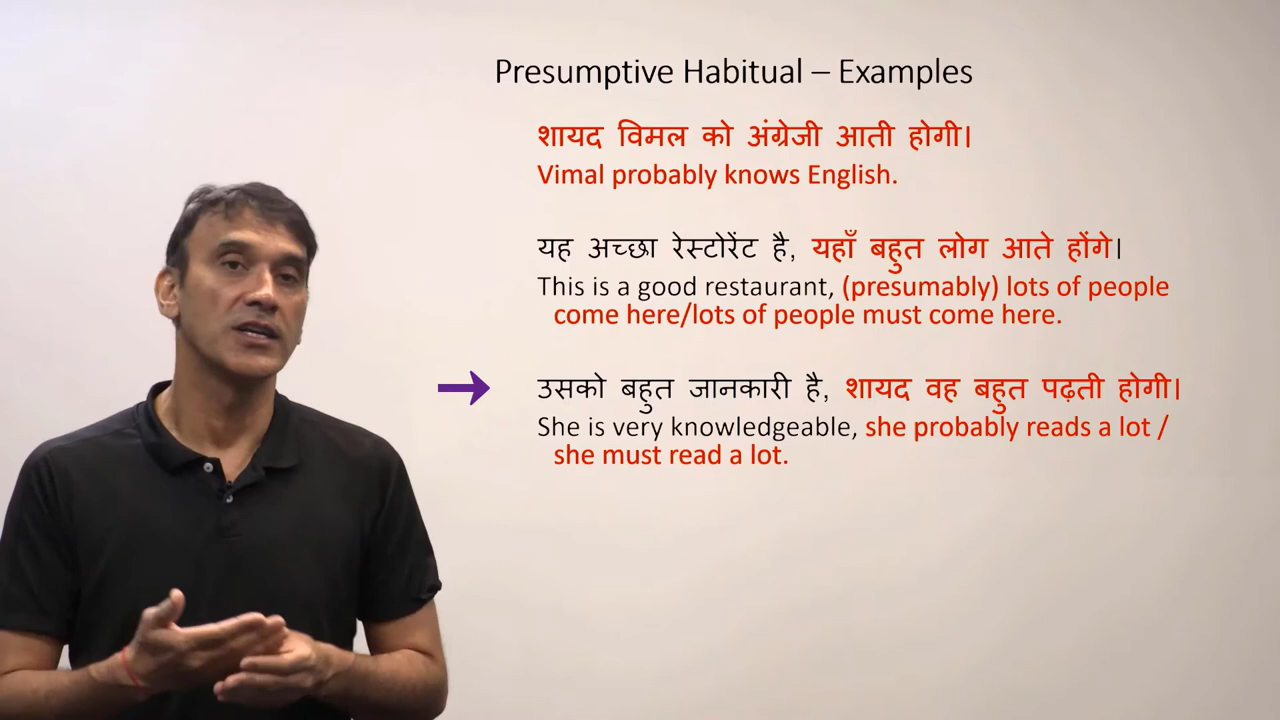 Presumptive Habitual – Examples
शायद विमल को अंग्रेजी आती होगी।
Vimal probably knows English.
यह अच्छा रेस्टोरेंट है, यहाँ बहुत लोग आते होंगे।
This is a good restaurant, (presumably) lots of people
come here/lots of people must come here.
उसको बहुत जानकारी है, शायद वह बहुत पढ़ती होगी।
She is very knowledgeable, she probably reads a lot /
she must read a lot.